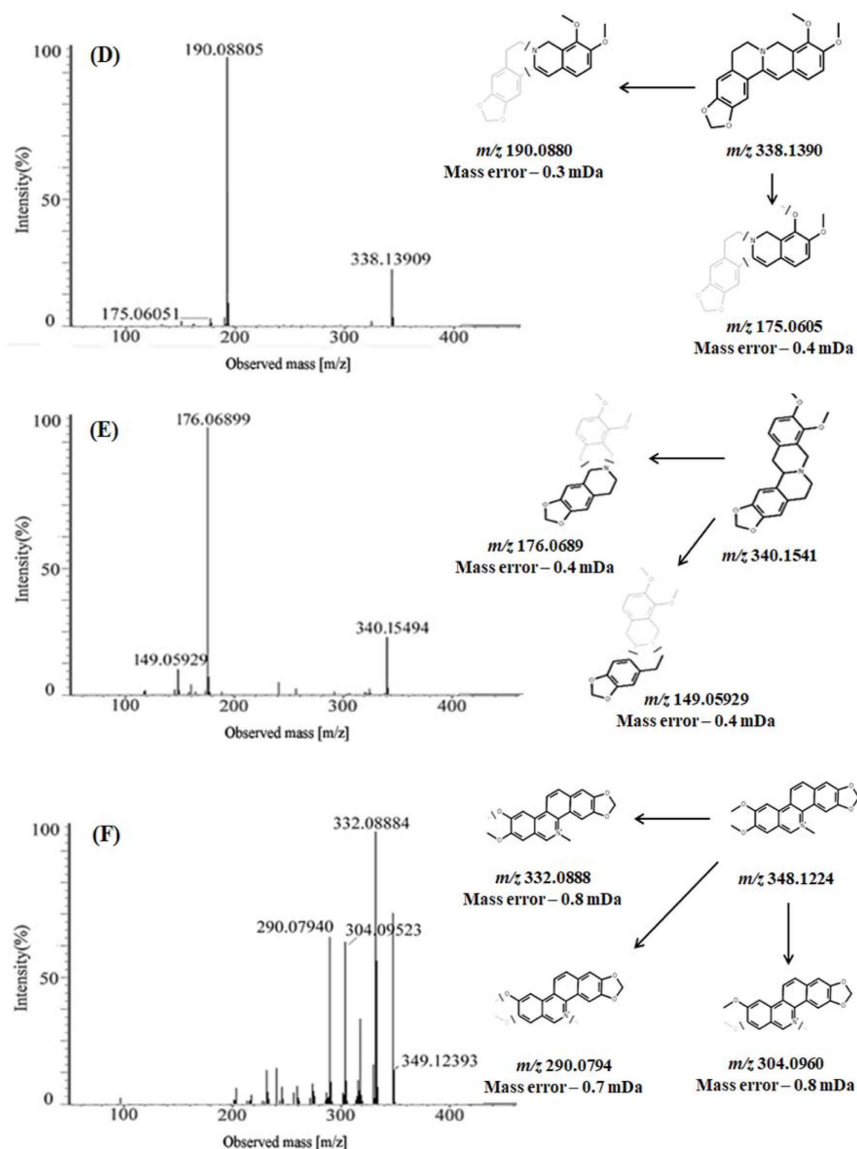 (D)
100
50
0
Intensity(%)
190.08805
338.13909
175.06051
100
200
300
400
Observed mass [m/z]
m/z 190.0880
Mass error – 0.3 mDa
m/z 338.1390
m/z 175.0605
Mass error – 0.4 mDa
(E)
100
50
0
Intensity(%)
176.06899
340.15494
149.05929
100
200
300
400
Observed mass [m/z]
m/z 176.0689
Mass error – 0.4 mDa
m/z 340.1541
m/z 149.05929
Mass error – 0.4 mDa
(F)
100
50
0
Intensity(%)
332.08884
290.07940
304.09523
349.12393
100
200
300
400
Observed mass [m/z]
m/z 332.0888
Mass error – 0.8 mDa
m/z 348.1224
m/z 290.0794
Mass error – 0.7 mDa
m/z 304.0960
Mass error – 0.8 mDa